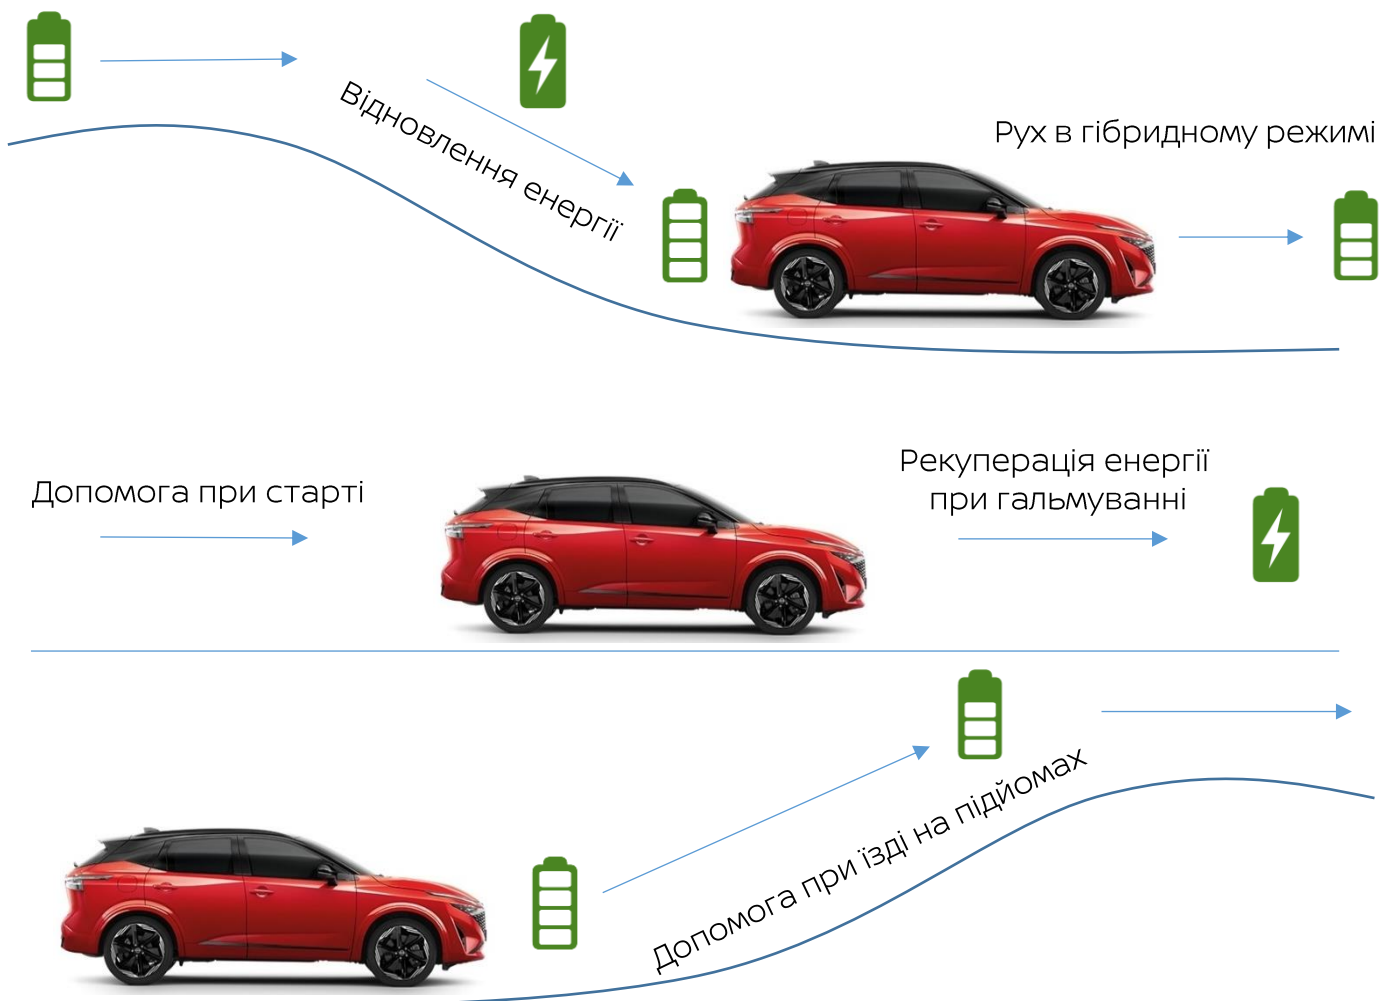 Відновлення енергії
Рух в гібридному режимі
Допомога при старті
Рекуперація енергії
при гальмуванні
Допомога при їзді на підйомах